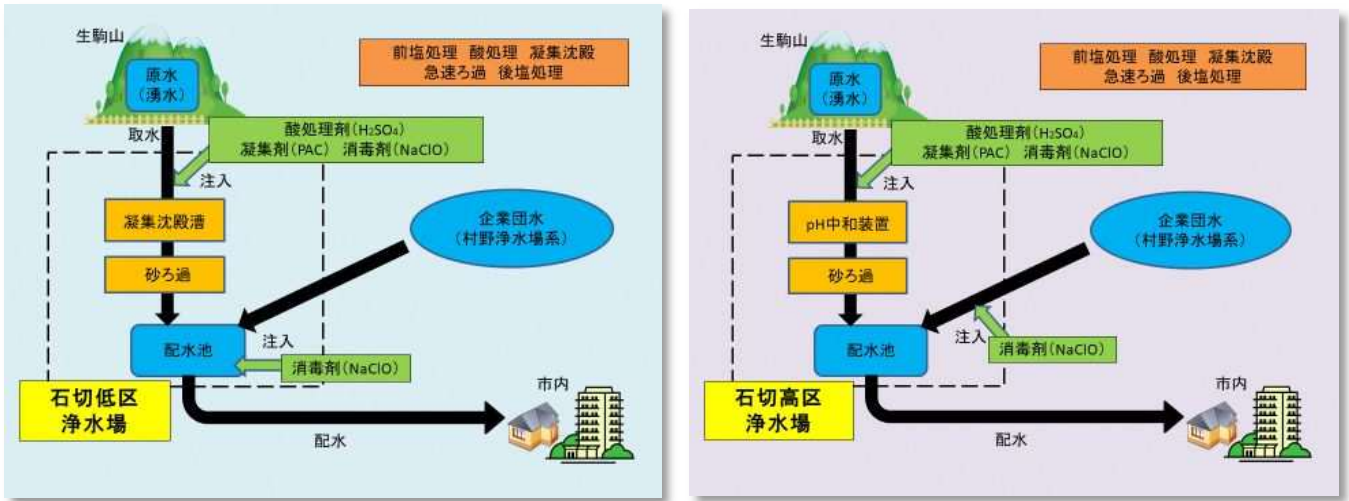 生駒山
前塩処理 酸処理 凝集沈殿
急速ろ過 後塩処理
原水
(湧水)
取水
酸処理剤(H₂SO₄)
凝集剤(PAC) 消毒剤(NaClO)
注入
凝集沈殿漕
企業団水
(村野浄水場系)
砂ろ過
配水池
注入
消毒剤(NaClO)
石切低区
浄水場
市内
配水
生駒山
前塩処理 酸処理 凝集沈殿
急速ろ過 後塩処理
原水
(湧水)
取水
酸処理剤(H₂SO₄)
凝集剤(PAC) 消毒剤(NaClO)
注入
pH中和装置
企業団水
(村野浄水場系)
砂ろ過
配水池
注入
消毒剤(NaClO)
石切高区
浄水場
市内
配水